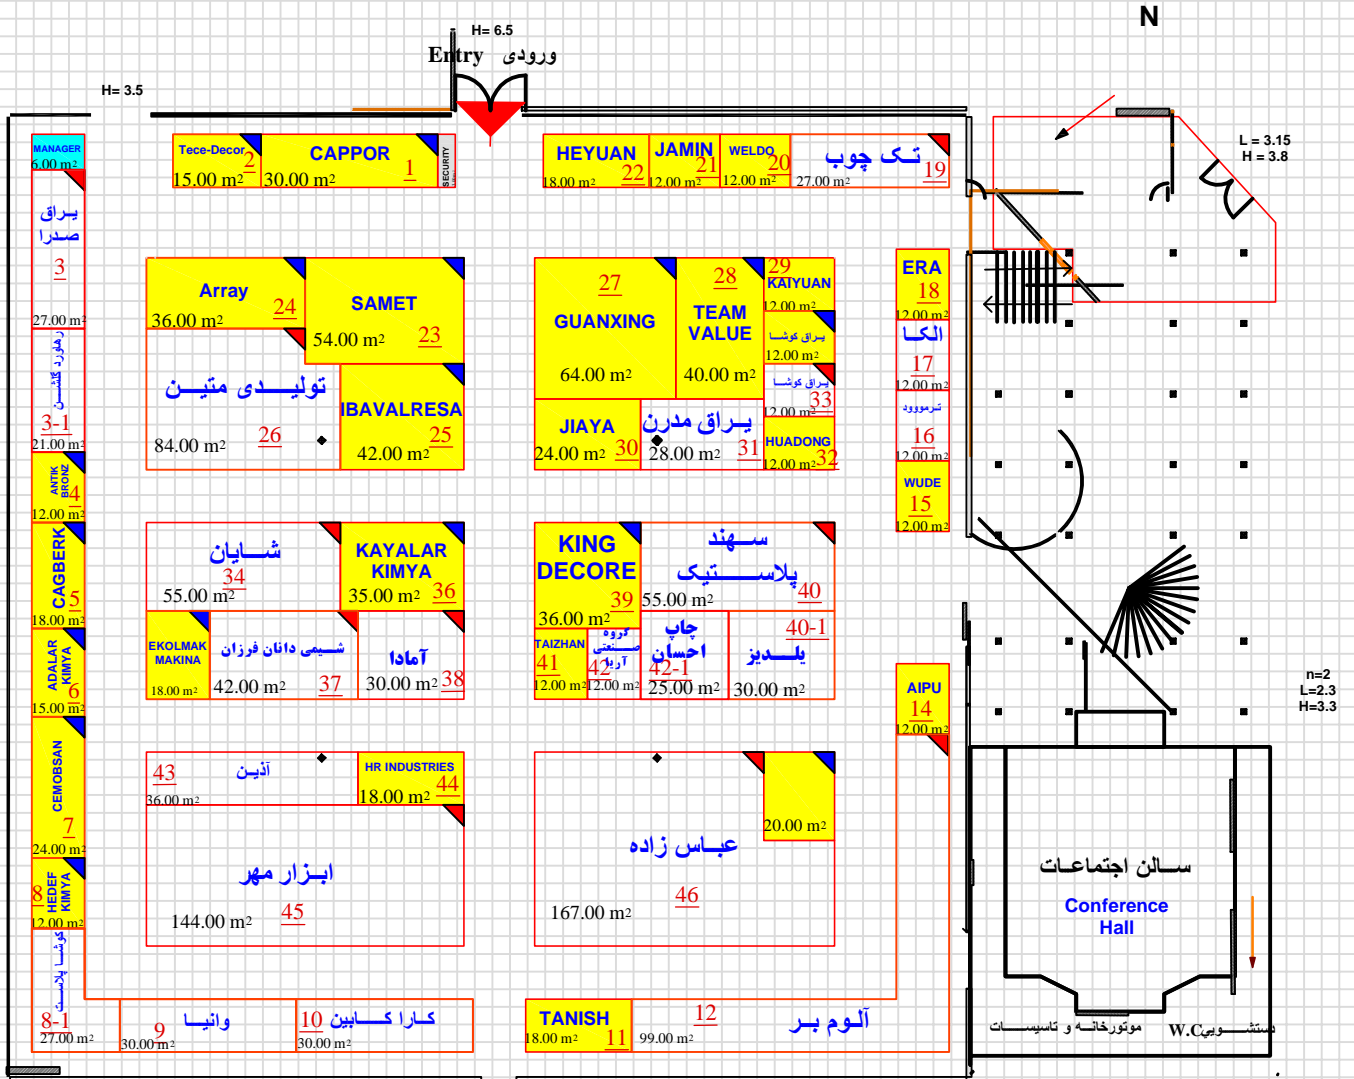 N
H= 6.5
ورودی Entry
H= 3.5
L = 3.15
H = 3.8
MANAGER
6.00 m2
Tece-Decor
2
15.00 m2
CAPPOR
1
30.00 m2
SECURITY
HEYUAN
22
18.00 m2
JAMIN
21
12.00 m2
WELDO
20
12.00 m2
تک چوب
19
27.00 m2
یراق
صدرا
3
27.00 m2
رهاورد گلشن
3-1
21.00 m2
ANTIK
BRONZ
4
12.00 m2
CAGBERK
5
18.00 m2
ADALAR
KIMYA
6
15.00 m2
CEMOBSAN
7
24.00 m2
HEDEF
KIMYA
8
12.00 m2
کوشا پلاست
8-1
27.00 m2
Array
24
36.00 m2
SAMET
54.00 m2
23
تولیدی متین
84.00 m2
26
IBAVALRESA
42.00 m2
25
27
GUANXING
64.00 m2
28
TEAM
VALUE
40.00 m2
29
KAIYUAN
12.00 m2
یراق کوشا
12.00 m2
یراق کوشا
33
12.00 m2
JIAYA
24.00 m2
30
یراق مدرن
28.00 m2
31
HUADONG
12.00 m2
32
ERA
18
12.00 m2
الکا
17
12.00 m2
ترمووود
16
12.00 m2
WUDE
15
12.00 m2
شایان
34
55.00 m2
KAYALAR
KIMYA
35.00 m2
36
EKOLMAK
MAKINA
18.00 m2
شیمی دانان فرزان
42.00 m2
37
آمادا
30.00 m2
38
KING
DECORE
39
36.00 m2
سهند
پلاستیک
40
55.00 m2
TAIZHAN
41
12.00 m2
گروه
صنعتی
آریا
42
12.00 m2
چاپ
احسان
42-1
25.00 m2
40-1
یلدیز
30.00 m2
AIPU
14
12.00 m2
n=2
L=2.3
H=3.3
43
آذین
36.00 m2
HR INDUSTRIES
44
18.00 m2
ابزار مهر
144.00 m2
45
عباس زاده
46
167.00 m2
20.00 m2
سالن اجتماعات
Conference
Hall
9
وانیا
30.00 m2
10
کارا کابین
30.00 m2
TANISH
18.00 m2
11
12
آلوم بر
99.00 m2
موتورخانه و تاسیسات
دستشویی W.C